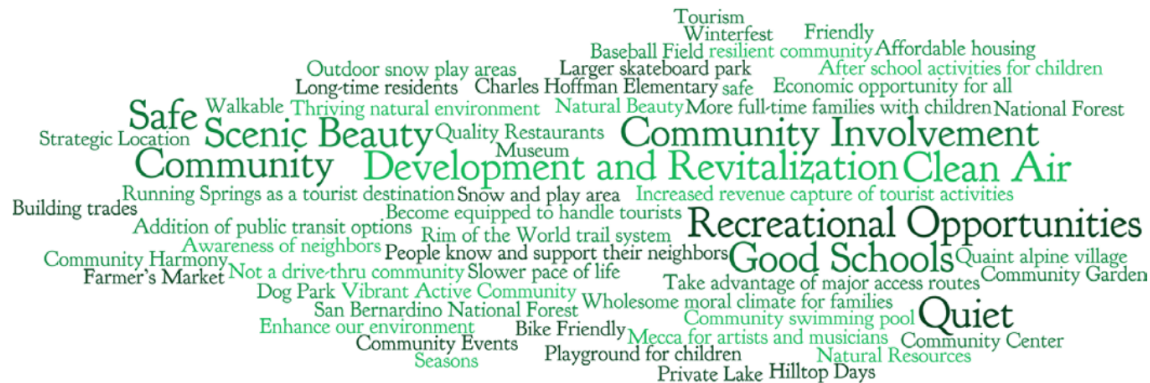 Tourism
Winterfest Friendly
Baseball Field resilient community Affordable housing
Outdoor snow play areas Larger skateboard park After school activities for children
Long-time residents Charles Hoffman Elementary safe Economic opportunity for all
Safe Walkable Thriving natural environment Natural Beauty More full-time families with children National Forest
Strategic Location Scenic Beauty Quality Restaurants Community Involvement
Museum
Community Development and Revitalization Clean Air
Running Springs as a tourist destination Snow and play area Increased revenue capture of tourist activities
Building trades Become equipped to handle tourists Recreational Opportunities
Addition of public transit options Rim of the World trail system
Awareness of neighbors People know and support their neighbors Good Schools Quaint alpine village
Community Harmony
Farmer's Market Not a drive-thru community Slower pace of life Community Garden
Take advantage of major access routes
Dog Park Vibrant Active Community Wholesome moral climate for families
San Bernardino National Forest Community swimming pool Quiet
Enhance our environment Bike Friendly Mecca for artists and musicians Community Center
Community Events
Seasons Playground for children Natural Resources
Private Lake Hilltop Days